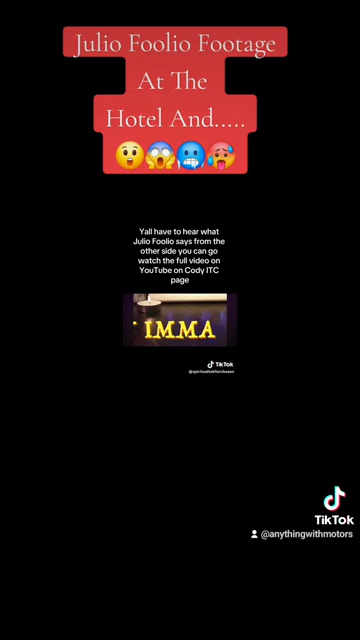 Julio Foolio Footage
At The
Hotel And.....
😲😱🥶🥵
Yall have to hear what
Julio Foolio says from the
other side you can go
watch the full video on
YouTube on Cody ITC
page
IMMA
TikTok
@spiritualtokforchosen
TikTok
@anythingwithmotors